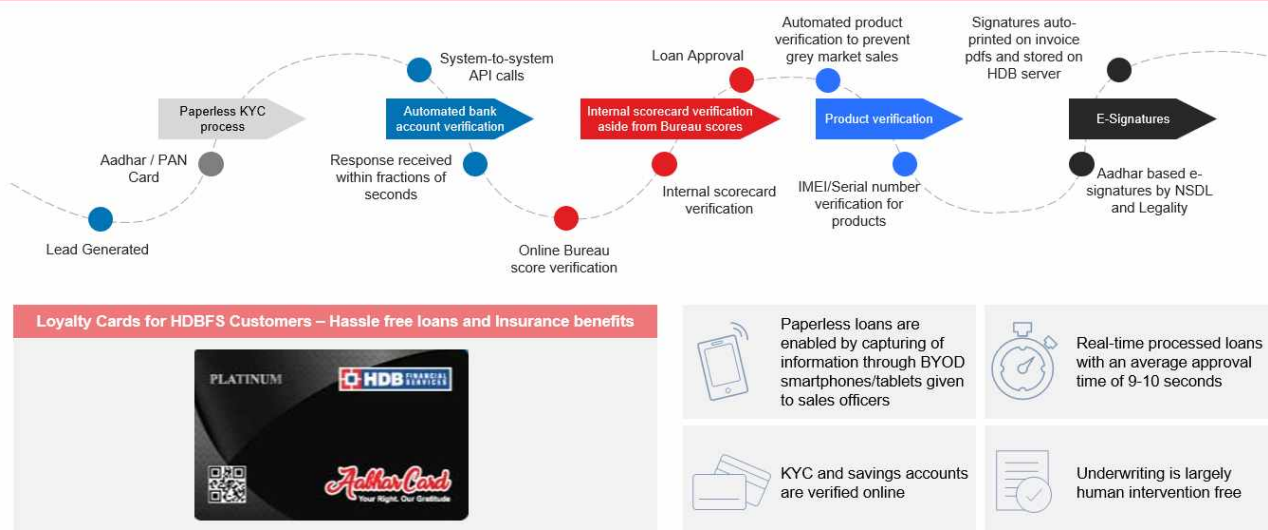 Automated product
verification to prevent
grey market sales
Signatures auto-
printed on invoice
pdfs and stored on
HDB server
System-to-system
API calls
Loan Approval
Paperless KYC
process
Automated bank
account verification
Internal scorecard verification
aside from Bureau scores
Product verification
E-Signatures
Aadhar / PAN
Card
Response received
within fractions of
seconds
Internal scorecard
verification
IMEI/Serial number
verification for
products
Aadhar based e-
signatures by NSDL
and Legality
Lead Generated
Online Bureau
score verification
Loyalty Cards for HDBFS Customers – Hassle free loans and Insurance benefits
PLATINUM
HDB FINANCIAL
SERVICES
Aabhar Card
Your Right. Our Gratitude
Paperless loans are
enabled by capturing of
information through BYOD
smartphones/tablets given
to sales officers
Real-time processed loans
with an average approval
time of 9-10 seconds
KYC and savings accounts
are verified online
Underwriting is largely
human intervention free